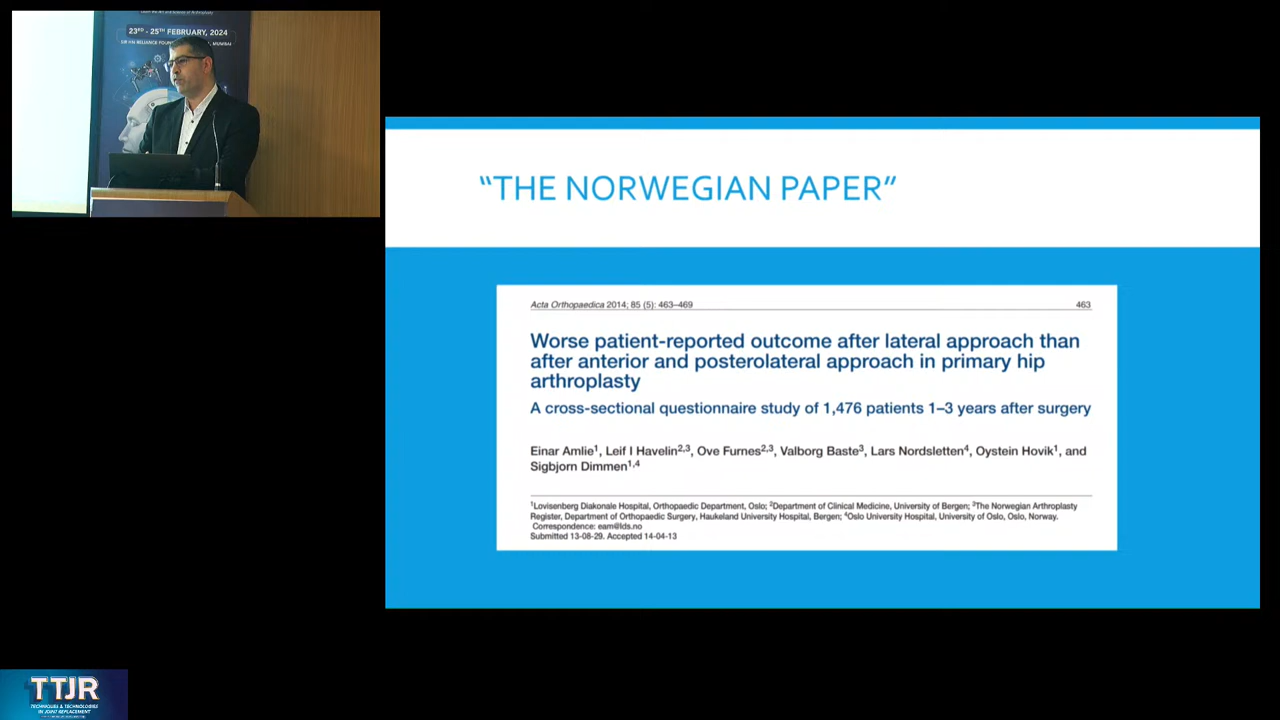 23RD - 25TH FEBRUARY, 2024
MUMBAI
"THE NORWEGIAN PAPER"
Acta Orthopaedica 2014; 85 (5): 463–469
463
Worse patient-reported outcome after lateral approach than
after anterior and posterolateral approach in primary hip
arthroplasty
A cross-sectional questionnaire study of 1,476 patients 1–3 years after surgery
Einar Amlie1, Leif I Havelin2,3, Ove Furnes2,3, Valborg Baste3, Lars Nordsletten4, Oystein Hovik1, and
Sigbjorn Dimmen1,4
1Lovisenberg Diakonale Hospital, Orthopaedic Department, Oslo; 2Department of Clinical Medicine, University of Bergen; 3The Norwegian Arthroplasty
Register, Department of Orthopaedic Surgery, Haukeland University Hospital, Bergen; 4Oslo University Hospital, University of Oslo, Oslo, Norway.
Correspondence: eam@lds.no
Submitted 13-08-29. Accepted 14-04-13
TTJR
TECHNIQUES & TECHNOLOGIES
IN JOINT REPLACEMENT